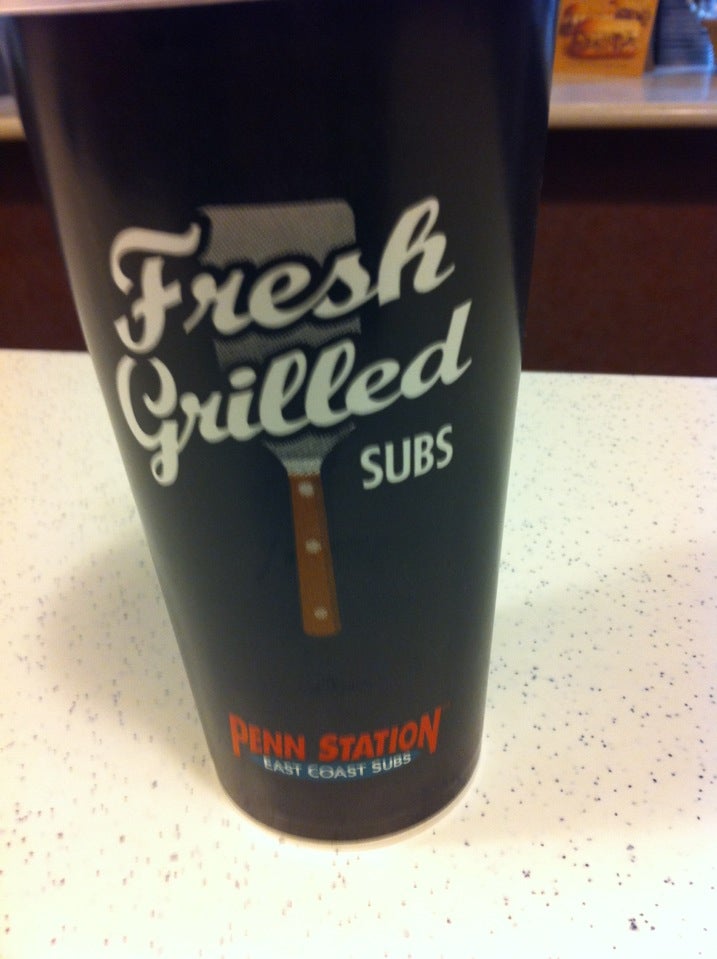 Fresh
Grilled
SUBS
PENN STATION
EAST COAST SUBS